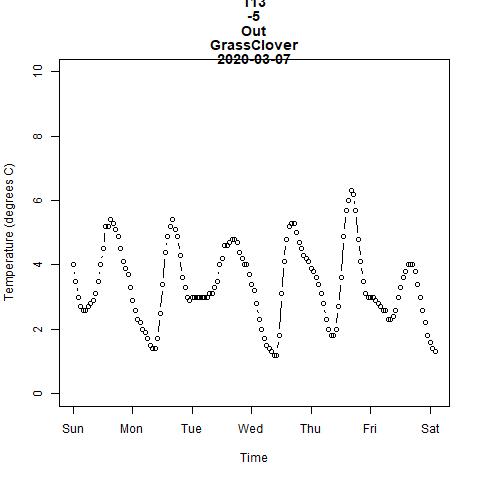 113
-5
Out
GrassClover
2020-03-07
Temperature (degrees C)
10
8
6
4
2
0
Sun Mon Tue Wed Thu Fri Sat
Time